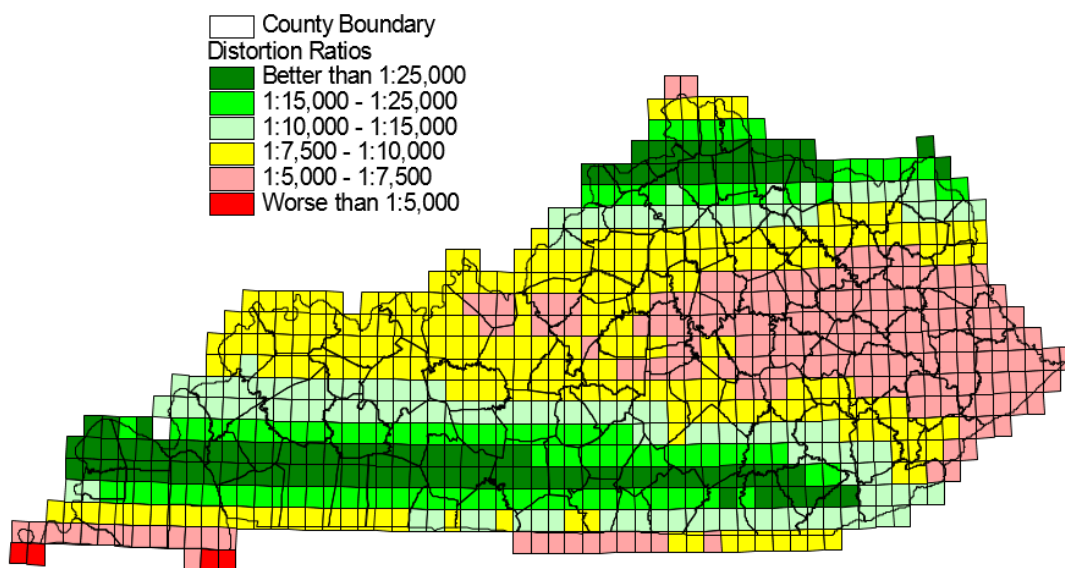 County Boundary
Distortion Ratios
Better than 1:25,000
1:15,000 - 1:25,000
1:10,000 - 1:15,000
1:7,500 - 1:10,000
1:5,000 - 1:7,500
Worse than 1:5,000